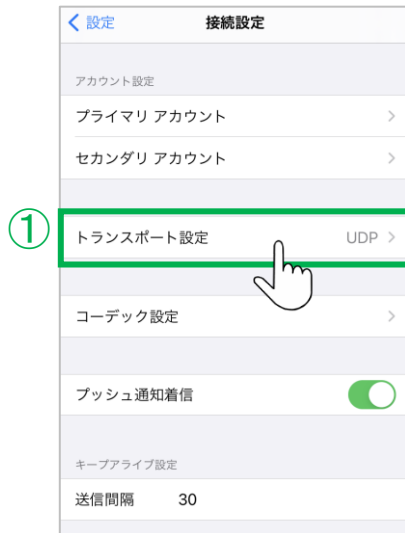 設定 接続設定
アカウント設定
プライマリ アカウント
セカンダリ アカウント
① トランスポート設定 UDP
コーデック設定
プッシュ通知着信
キープアライブ設定
送信間隔 30